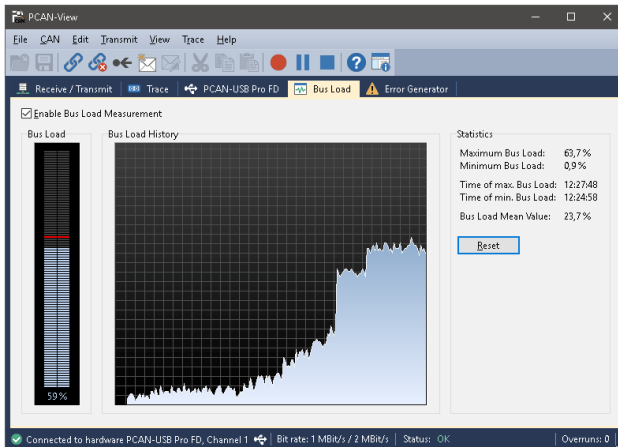 PCAN-View
File CAN Edit Transmit View Trace Help
Receive / Transmit Trace PCAN-USB Pro FD Bus Load Error Generator
Enable Bus Load Measurement
Bus Load Bus Load History Statistics
Maximum Bus Load: 63,7 %
Minimum Bus Load: 0,9 %
Time of max. Bus Load: 12:27:48
Time of min. Bus Load: 12:24:58
Bus Load Mean Value: 23,7 %
Reset
59 %
Connected to hardware PCAN-USB Pro FD, Channel 1 Bit rate: 1 MBit/s / 2 MBit/s Status: OK Overruns: 0